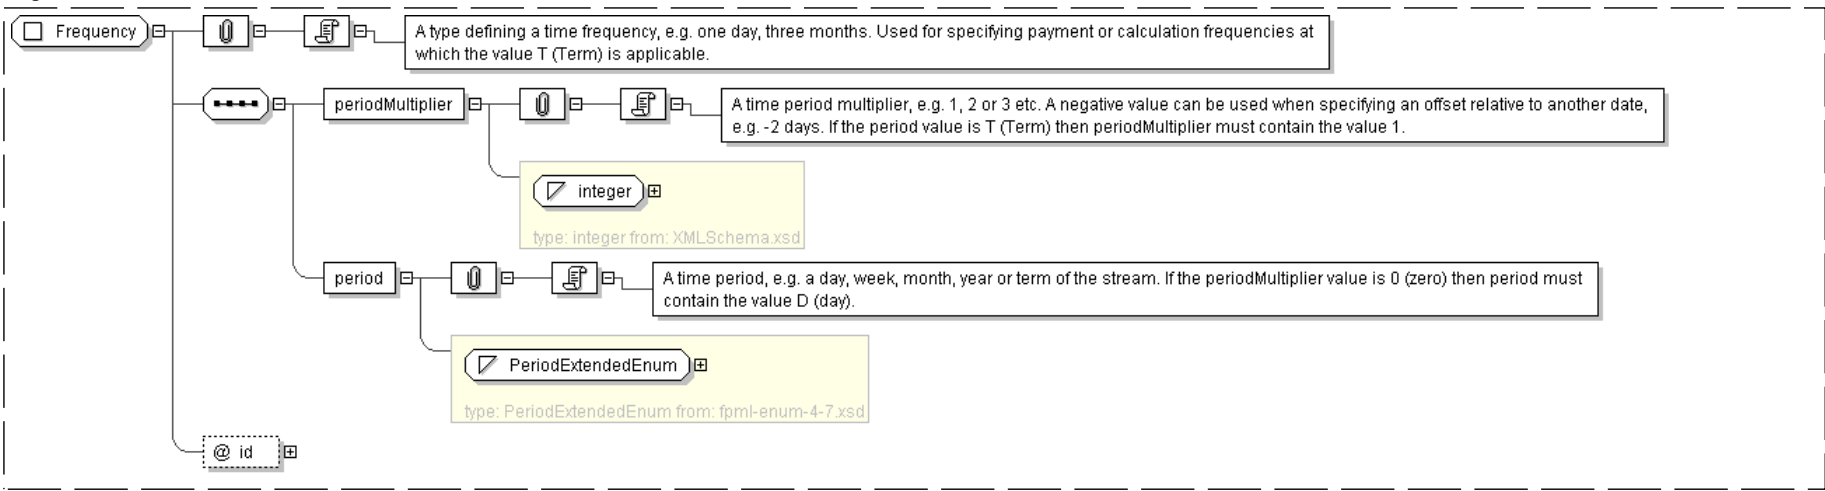 Frequency
A type defining a time frequency, e.g. one day, three months. Used for specifying payment or calculation frequencies at
which the value T (Term) is applicable.
periodMultiplier
A time period multiplier, e.g. 1, 2 or 3 etc. A negative value can be used when specifying an offset relative to another date,
e.g. -2 days. If the period value is T (Term) then periodMultiplier must contain the value 1.
integer
type: integer from: XMLSchema.xsd
period
A time period, e.g. a day, week, month, year or term of the stream. If the periodMultiplier value is 0 (zero) then period must
contain the value D (day).
PeriodExtendedEnum
type: PeriodExtendedEnum from: fpml-enum-4-7.xsd
@ id